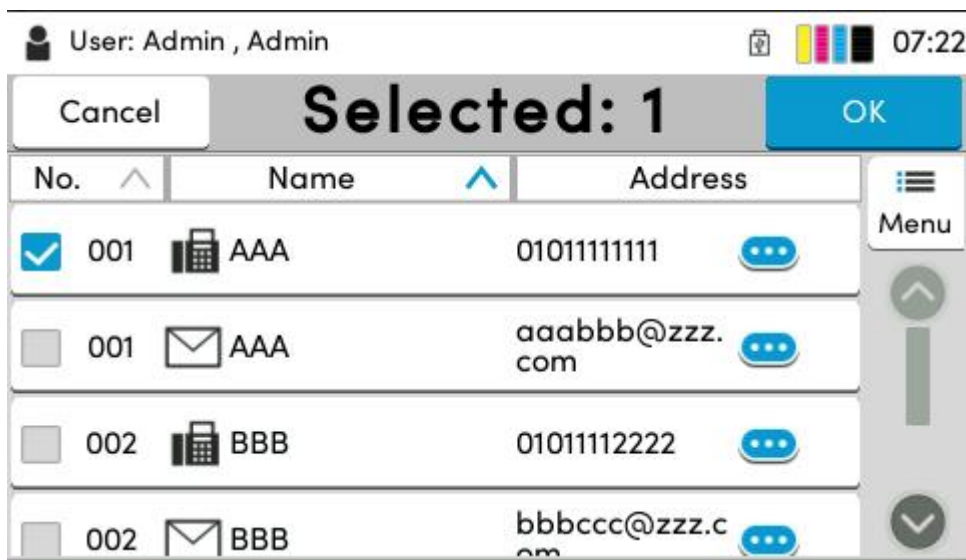 User: Admin , Admin 07:22
Cancel Selected: 1 OK
No. Name Address Menu
001 AAA 01011111111
001 AAA aaabbb@zzz.
com
002 BBB 01011112222
002 BBB bbbccc@zzz.c
om